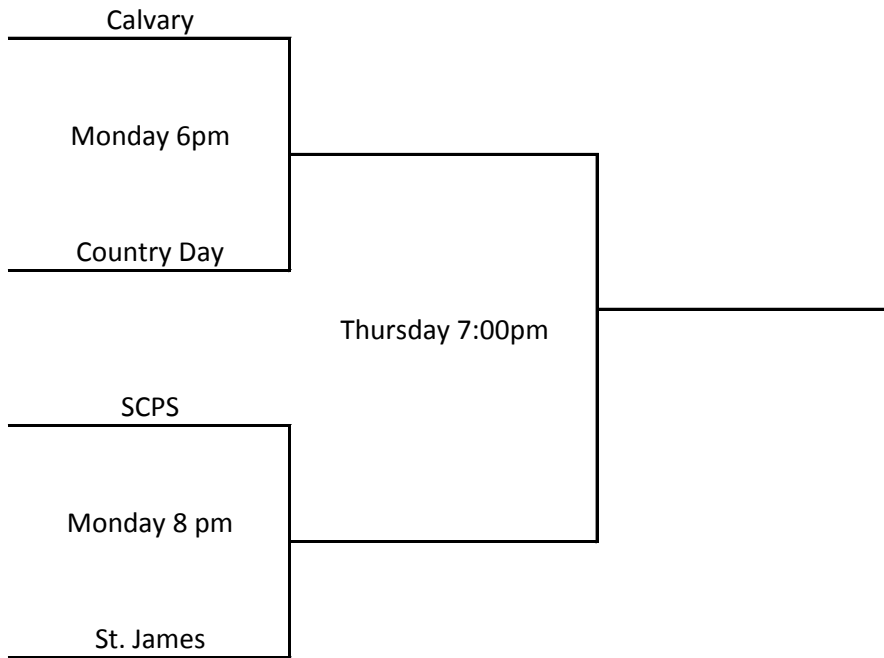 Calvary
Monday 6pm
Country Day
Thursday 7:00pm
SCPS
Monday 8 pm
St. James